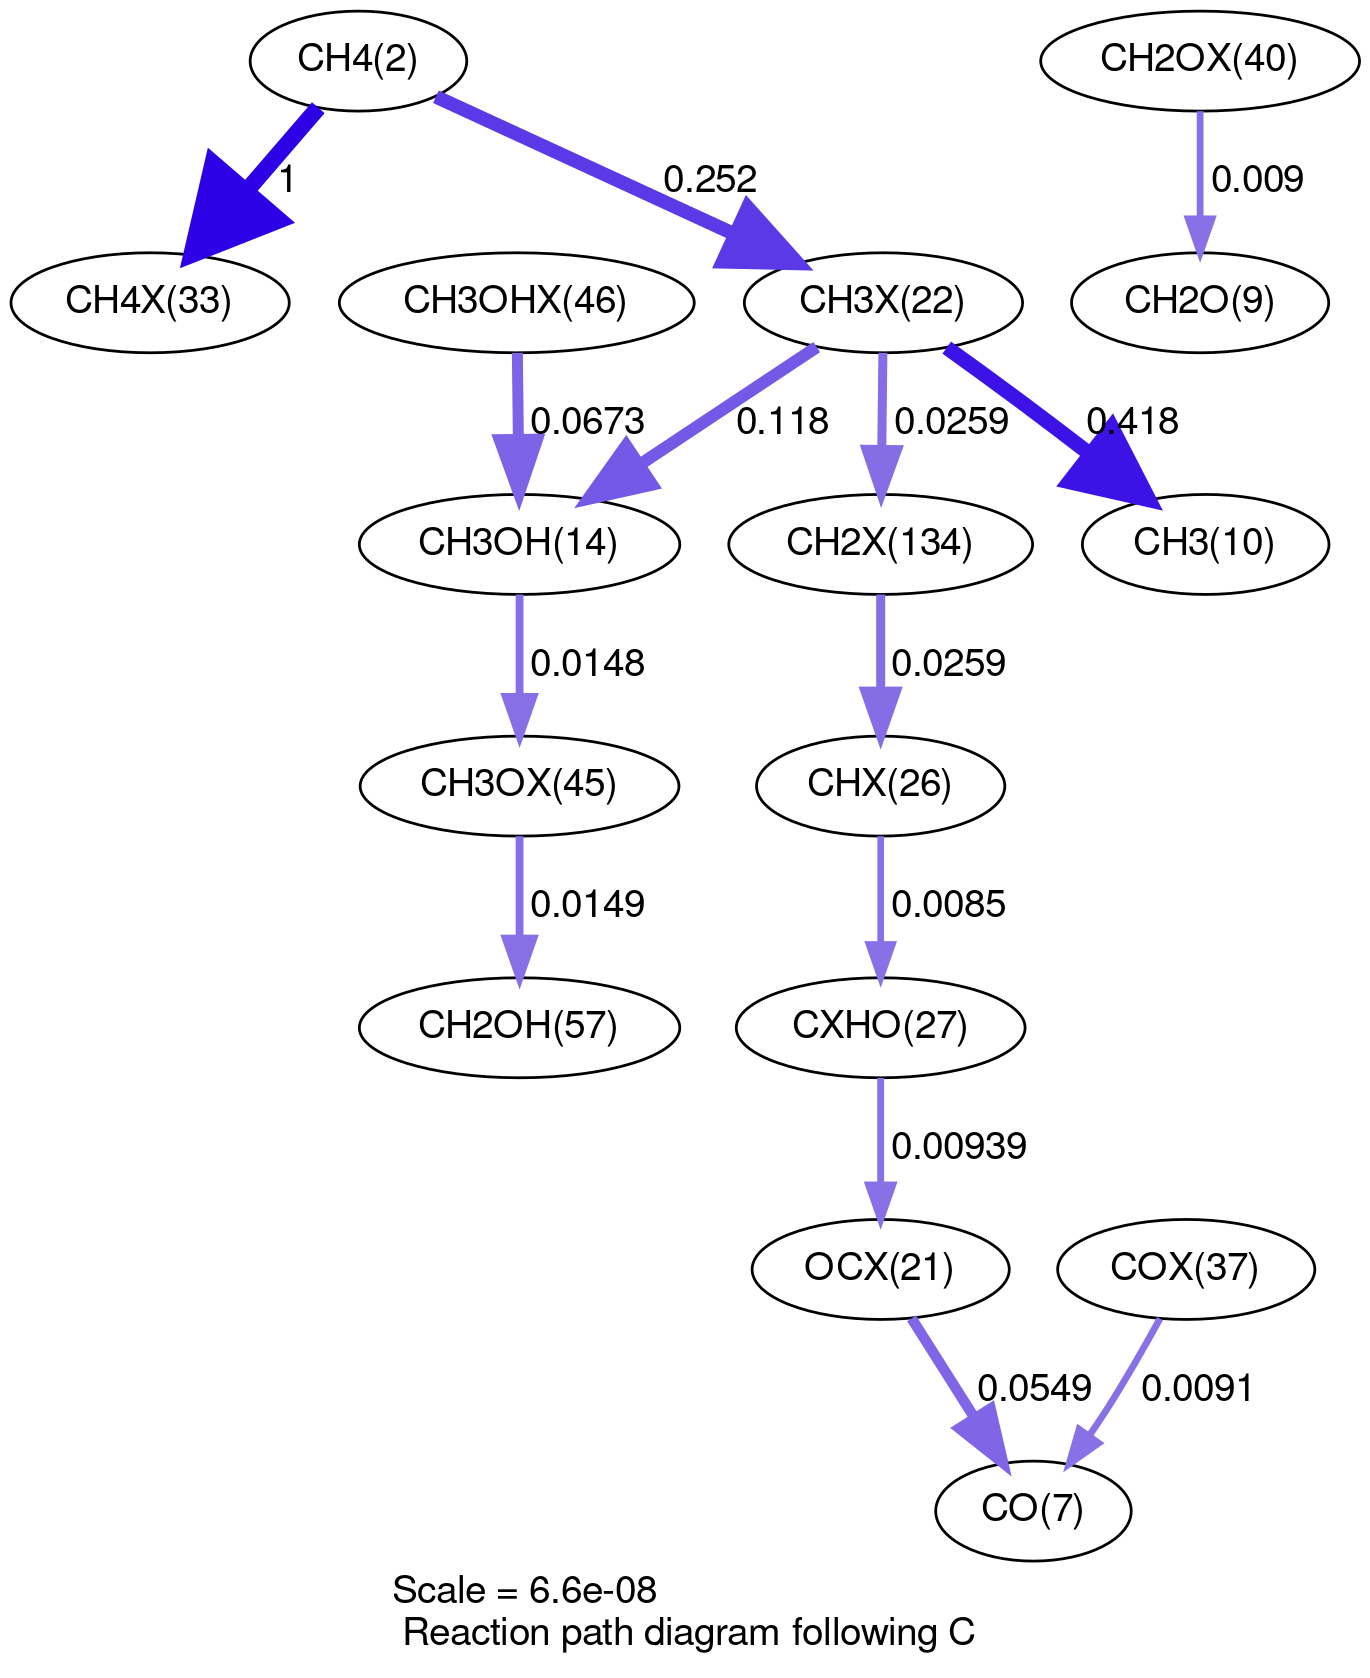 CH4(2)
CH2OX(40)
1
0.252
0.009
CH4X(33)
CH3OHX(46)
CH3X(22)
CH2O(9)
0.0673
0.118
0.0259
0.418
CH3OH(14)
CH2X(134)
CH3(10)
0.0148
0.0259
CH3OX(45)
CHX(26)
0.0149
0.0085
CH2OH(57)
CXHO(27)
0.00939
OCX(21)
COX(37)
0.0549
0.0091
CO(7)
Scale = 6.6e-08
Reaction path diagram following C